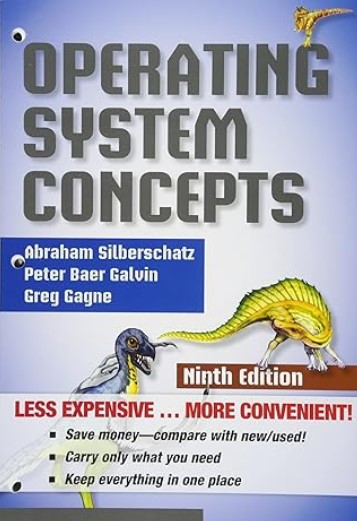 OPERATING
SYSTEM
CONCEPTS
Abraham Silberschatz
Peter Baer Galvin
Greg Gagne
Ninth Edition
LESS EXPENSIVE ... MORE CONVENIENT!
Save money—compare with new/used!
Carry only what you need
Keep everything in one place